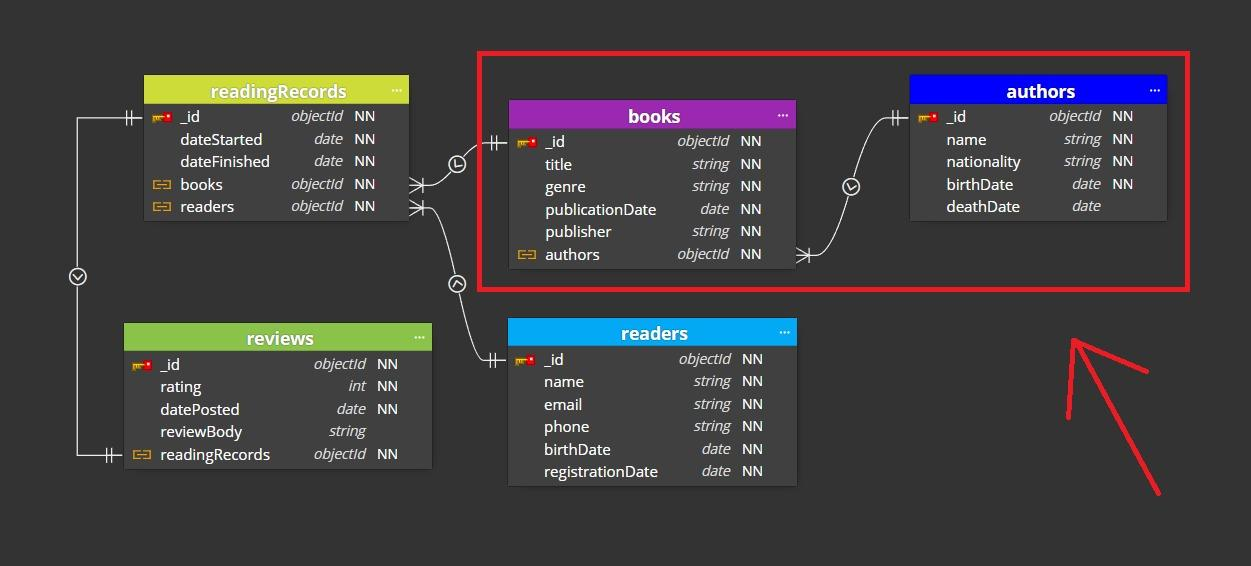 readingRecords ...
_id objectId NN
dateStarted date NN
dateFinished date NN
books objectId NN
readers objectId NN
books ...
_id objectId NN
title string NN
genre string NN
publicationDate date NN
publisher string NN
authors objectId NN
authors ...
_id objectId NN
name string NN
nationality string NN
birthDate date NN
deathDate date
reviews ...
_id objectId NN
rating int NN
datePosted date NN
reviewBody string
readingRecords objectId NN
readers ...
_id objectId NN
name string NN
email string NN
phone string NN
birthDate date NN
registrationDate date NN